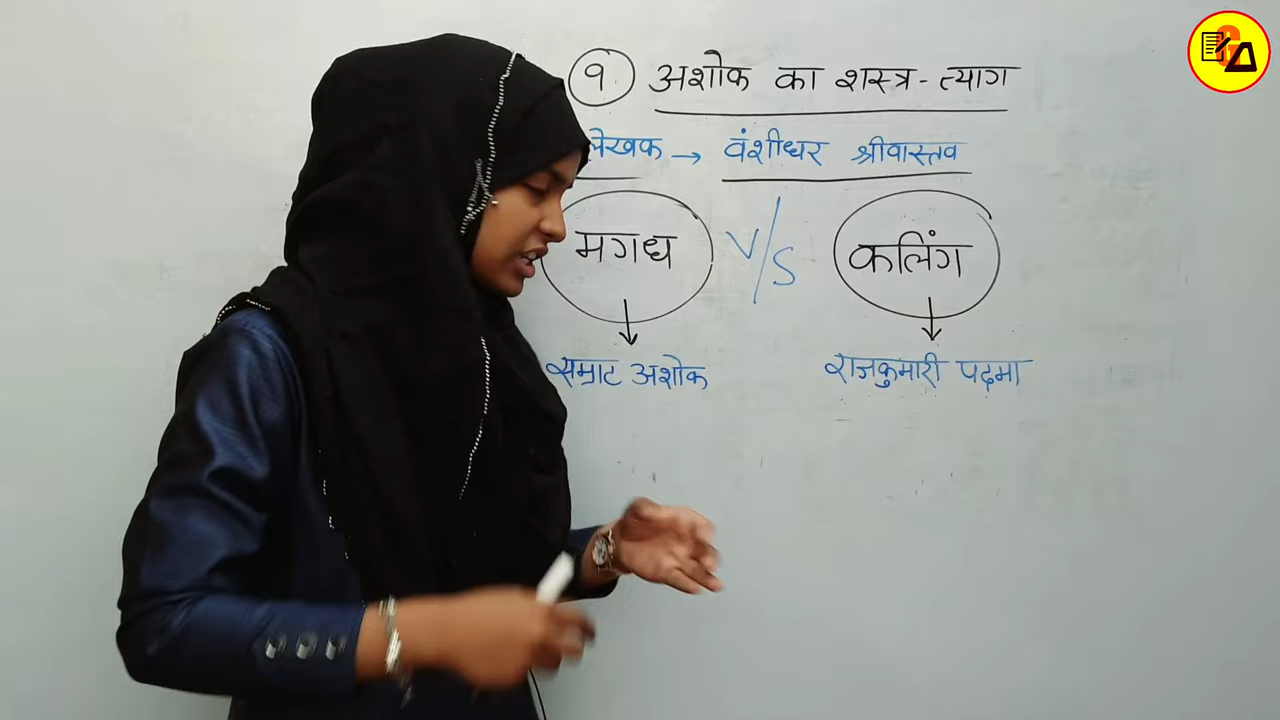 १ अशोक का शस्त्र-त्याग
लेखक → वंशीधर श्रीवास्तव
मगध V/S कलिंग
सम्राट अशोक राजकुमारी पद्मा